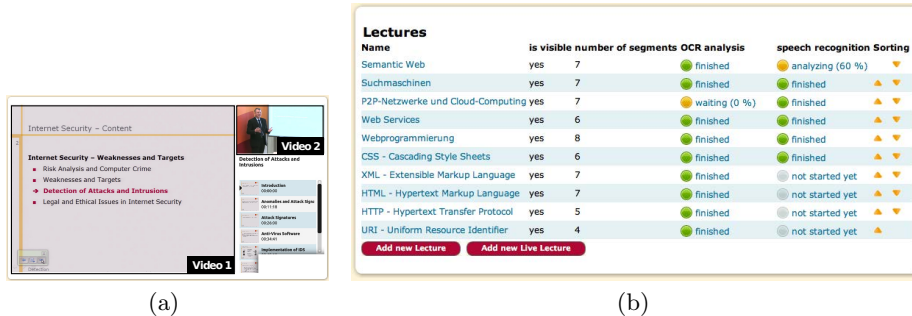 Internet Security – Content
Internet Security – Weaknesses and Targets
Risk Analysis and Computer Crime
Weaknesses and Targets
Detection of Attacks and Intrusions
Legal and Ethical Issues in Internet Security
Video 1
Video 2
Detection of Attacks and
Intrusions
Introduction
00:00:00
Anomalies and Attack Signs
Attack Signatures
Anti-Virus Software
Implementation of IDS
(a)
Lectures
Name is visible number of segments OCR analysis speech recognition Sorting
Semantic Web yes 7 finished analyzing (60 %)
Suchmaschinen yes 7 finished finished
P2P-Netzwerke und Cloud-Computing yes 7 waiting (0 %) finished
Web Services yes 6 finished finished
Webprogrammierung yes 8 finished finished
CSS - Cascading Style Sheets yes 6 finished finished
XML - Extensible Markup Language yes 7 finished not started yet
HTML - Hypertext Markup Language yes 7 finished not started yet
HTTP - Hypertext Transfer Protocol yes 5 finished not started yet
URI - Uniform Resource Identifier yes 4 finished not started yet
Add new Lecture Add new Live Lecture
(b)